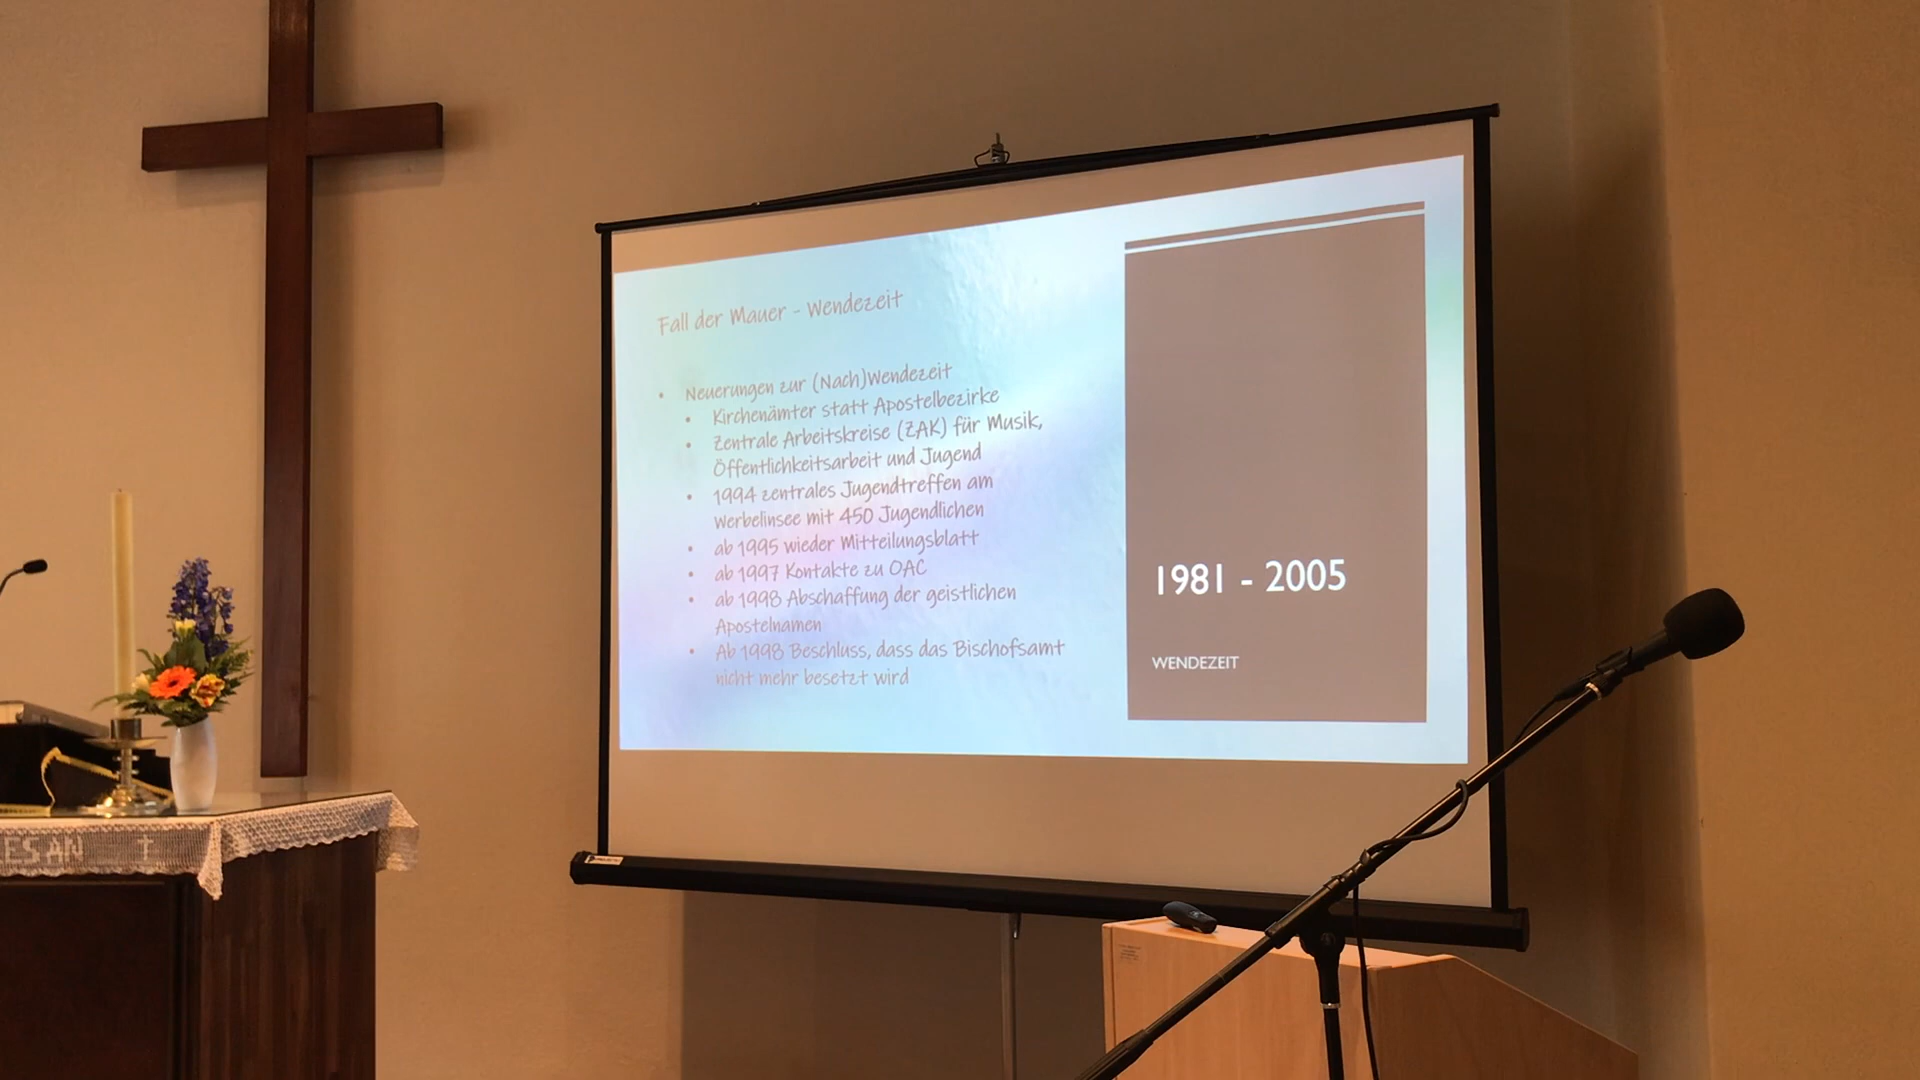 Fall der Mauer - Wendezeit
• Neuerungen zur (Nach)Wendezeit
• Kirchenämter statt Apostelbezirke
• Zentrale Arbeitskreise (ZAK) für Musik,
Öffentlichkeitsarbeit und Jugend
• 1994 zentrales Jugendtreffen am
Werbelinsee mit 450 Jugendlichen
• ab 1995 wieder Mitteilungsblatt
• ab 1997 Kontakte zu OAC
• ab 1998 Abschaffung der geistlichen
Apostelnamen
• Ab 1998 Beschluss, dass das Bischofsamt
nicht mehr besetzt wird
1981 - 2005
WENDEZEIT